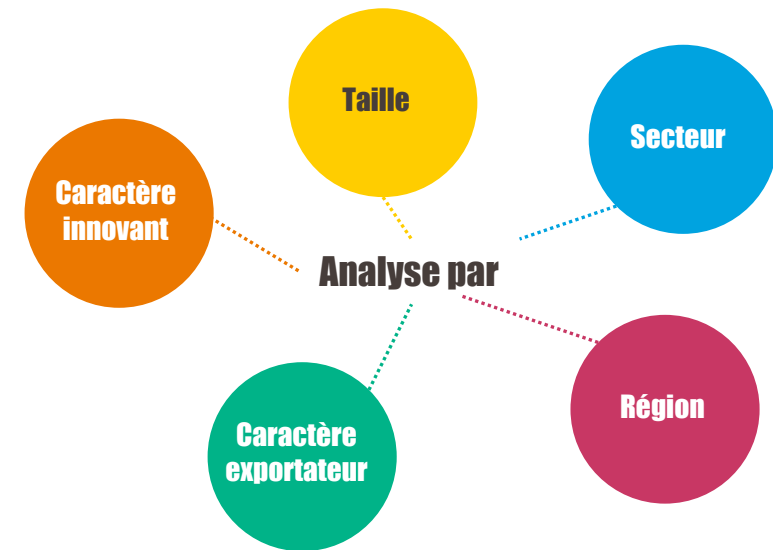 Taille
Secteur
Caractère
innovant
Analyse par
Région
Caractère
exportateur